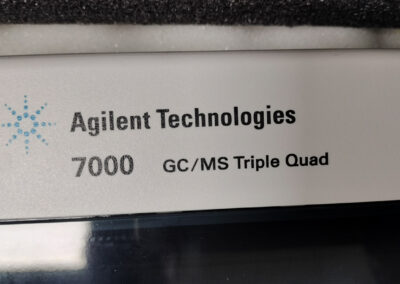 Agilent Technologies
7000 GC/MS Triple Quad